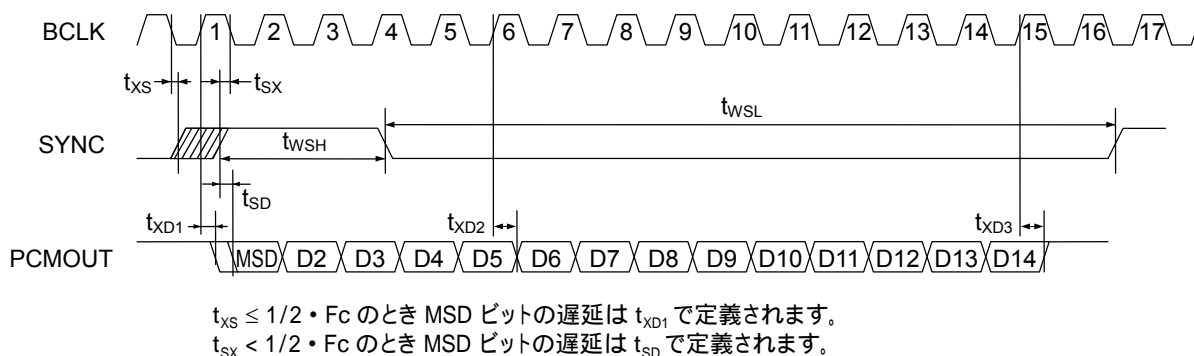 BCLK 1 2 3 4 5 6 7 8 9 10 11 12 13 14 15 16 17
tXS tSX
tWSL
SYNC
tWSH
tSD
tXD1 tXD2 tXD3
PCMOUT MSD D2 D3 D4 D5 D6 D7 D8 D9 D10 D11 D12 D13 D14
tXS ≤ 1/2 • Fc のとき MSD ビットの遅延は tXD1 で定義されます。
tSX < 1/2 • Fc のとき MSD ビットの遅延は tSD で定義されます。